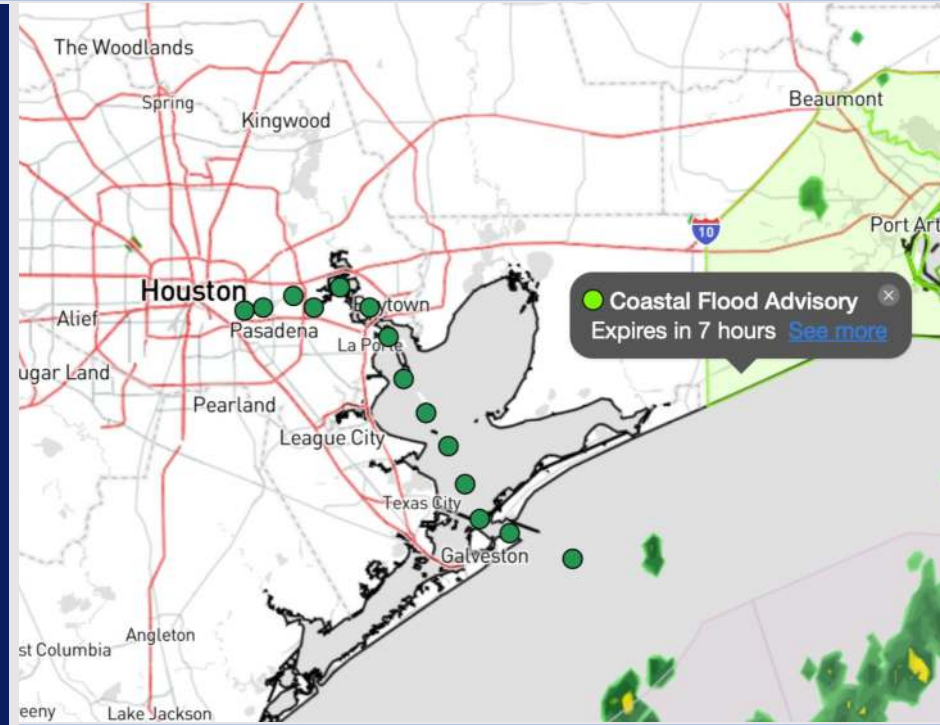 The Woodlands
Spring
Kingwood
Beaumont
10
Port Art
Houston
Baytown
Coastal Flood Advisory
Expires in 7 hours See more
Alief
Pasadena
La Porte
ugar Land
Pearland
League City
Texas City
Galveston
Angleton
st Columbia
eeny
Lake Jackson